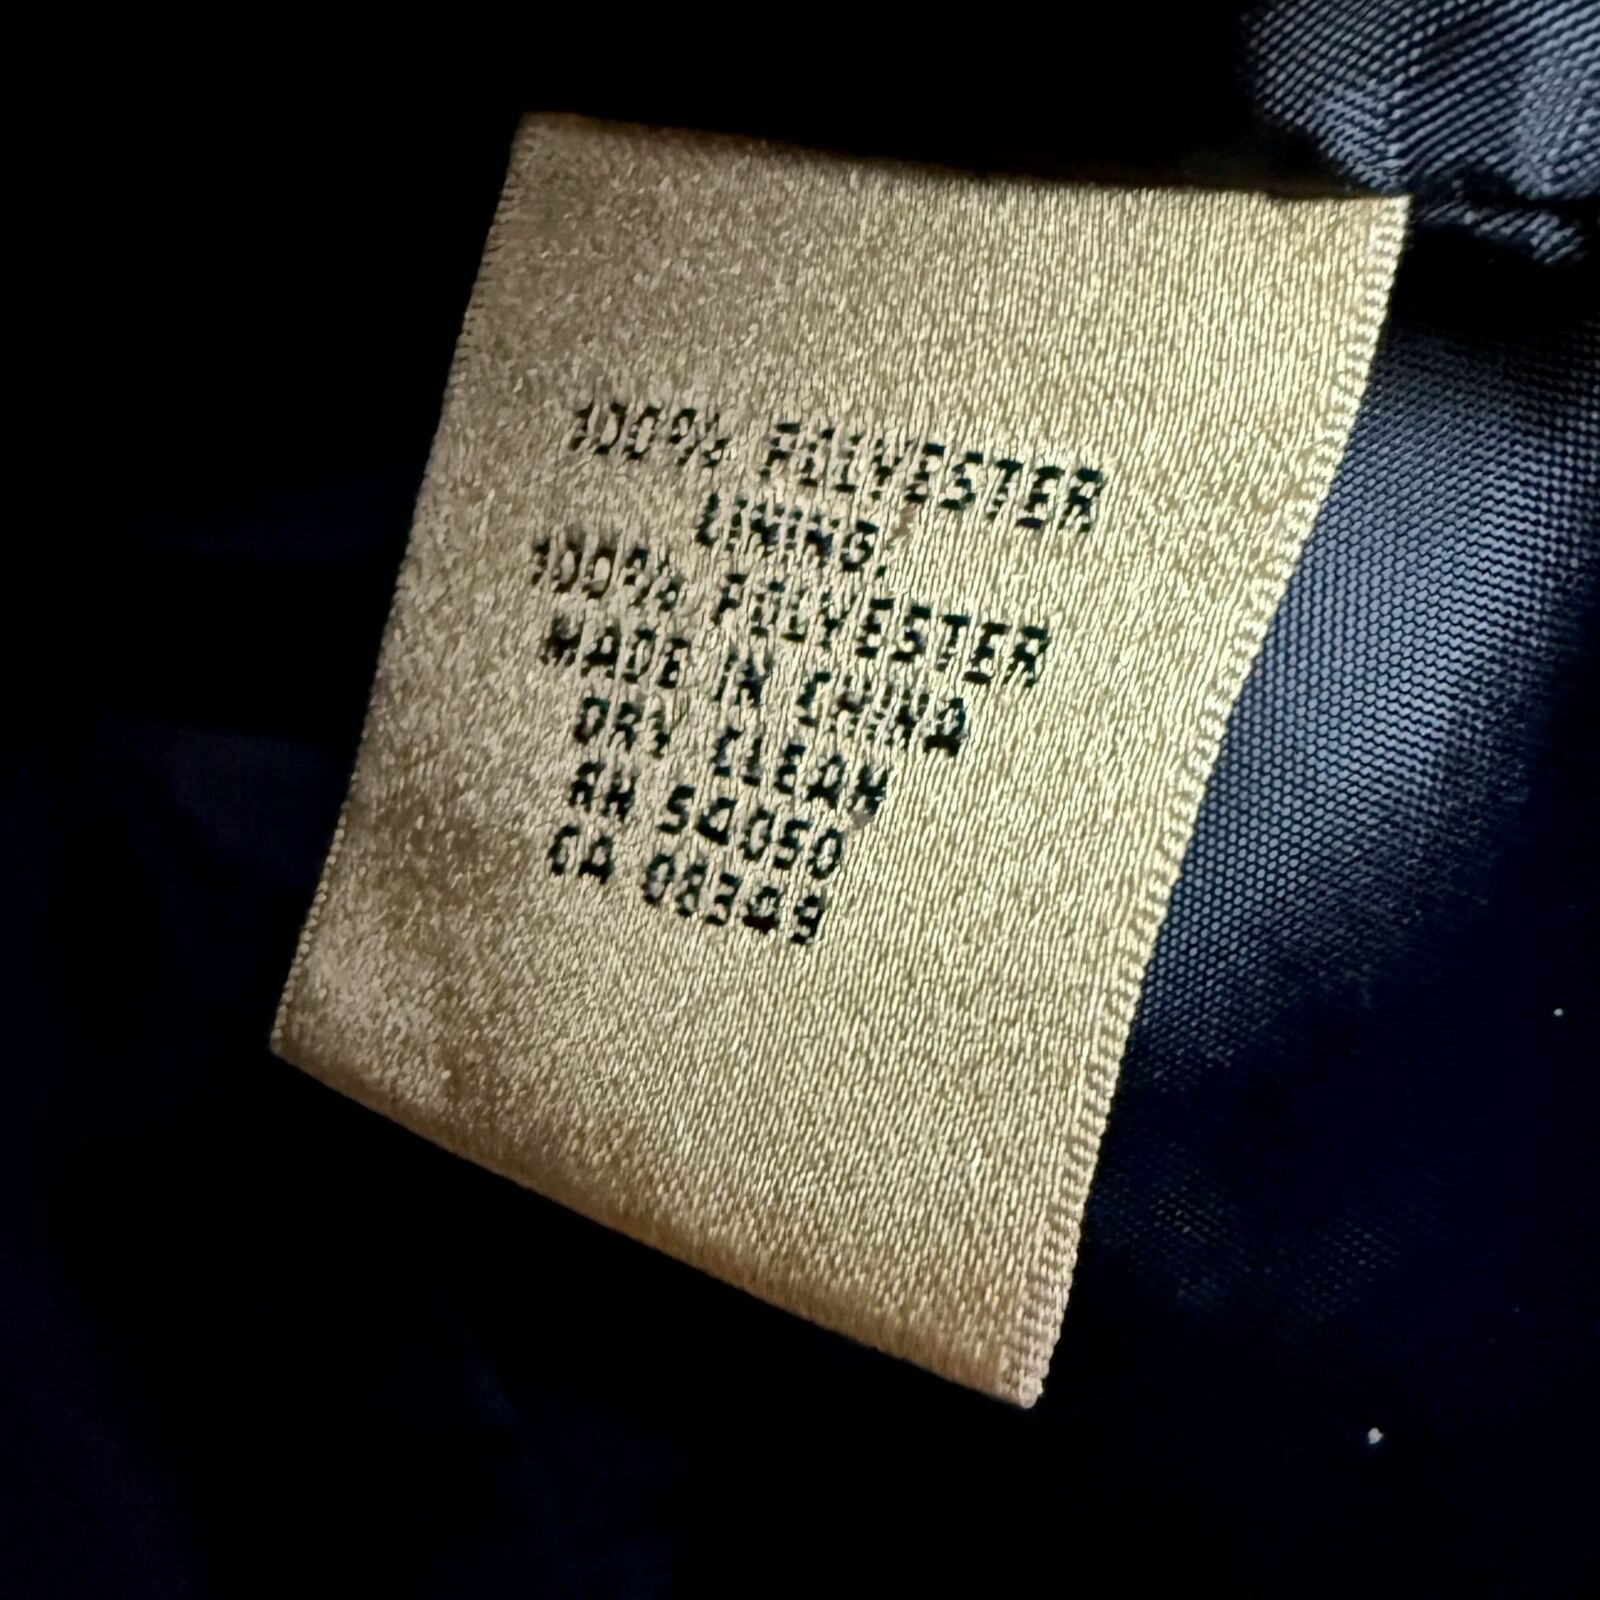 100% POLYESTER
LINING:
100% POLYESTER
MADE IN CHINA
DRY CLEAN
RN 54050
CA 08349